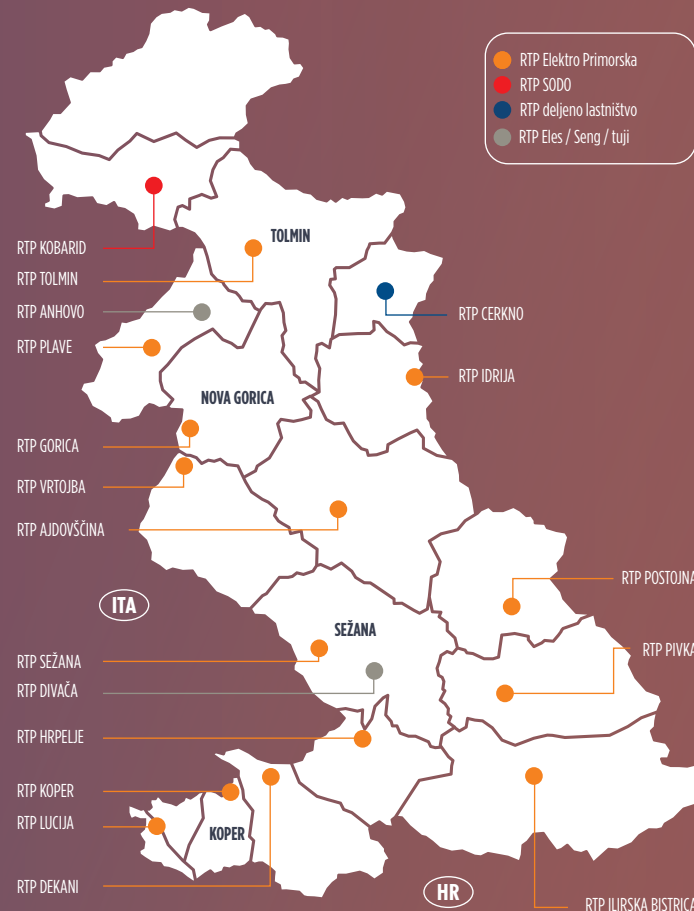 RTP Elektro Primorska
RTP SODO
RTP deljeno lastništvo
RTP Eles / Seng / tuji
TOLMIN
RTP KOBARID
RTP TOLMIN
RTP ANHOVO
RTP CERKNO
RTP PLAVE
RTP IDRIJA
NOVA GORICA
RTP GORICA
RTP VRTOJBA
RTP AJDOVŠČINA
RTP POSTOJNA
ITA
SEŽANA
RTP PIVKA
RTP SEŽANA
RTP DIVAČA
RTP HRPELJE
RTP KOPER
RTP LUCIJA
KOPER
RTP DEKANI
HR
RTP ILIRSKA BISTRICA